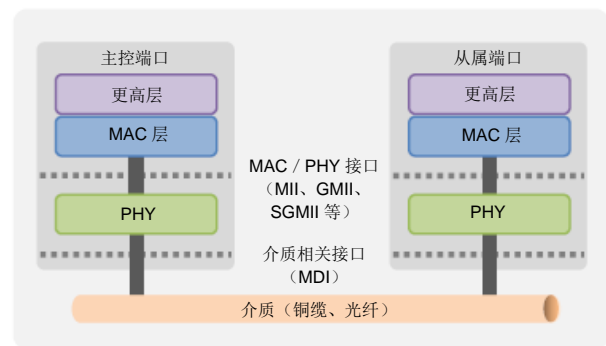 主控端口
更高层
MAC 层
PHY
MAC / PHY 接口
（MII、GMII、
SGMII 等）
介质相关接口
（MDI）
从属端口
更高层
MAC 层
PHY
介质（铜缆、光纤）